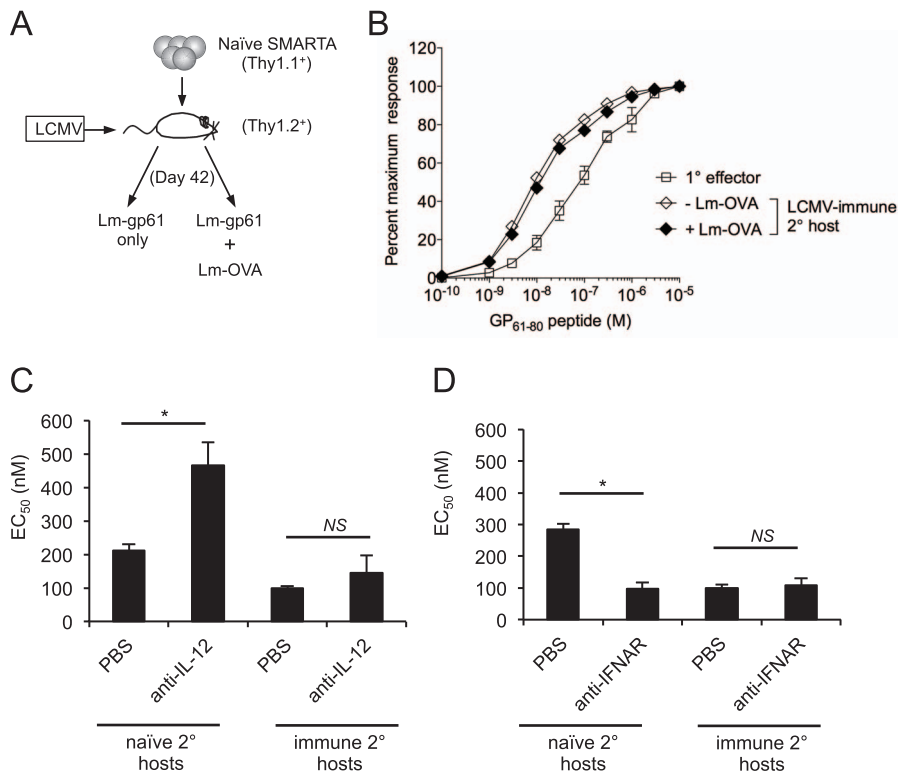 A
Naïve SMARTA
(Thy1.1⁺)
LCMV
(Thy1.2⁺)
(Day 42)
Lm-gp61
only
Lm-gp61
+
Lm-OVA
B
Percent maximum response
120
100
80
60
40
20
0
10⁻¹⁰ 10⁻⁹ 10⁻⁸ 10⁻⁷ 10⁻⁶ 10⁻⁵
GP₆₁₋₈₀ peptide (M)
1° effector
- Lm-OVA
+ Lm-OVA
LCMV-immune
2° host
C
EC₅₀ (nM)
600
500
400
300
200
100
0
*
NS
PBS
anti-IL-12
PBS
anti-IL-12
naïve 2°
hosts
immune 2°
hosts
D
EC₅₀ (nM)
600
500
400
300
200
100
0
*
NS
PBS
anti-IFNAR
PBS
anti-IFNAR
naïve 2°
hosts
immune 2°
hosts